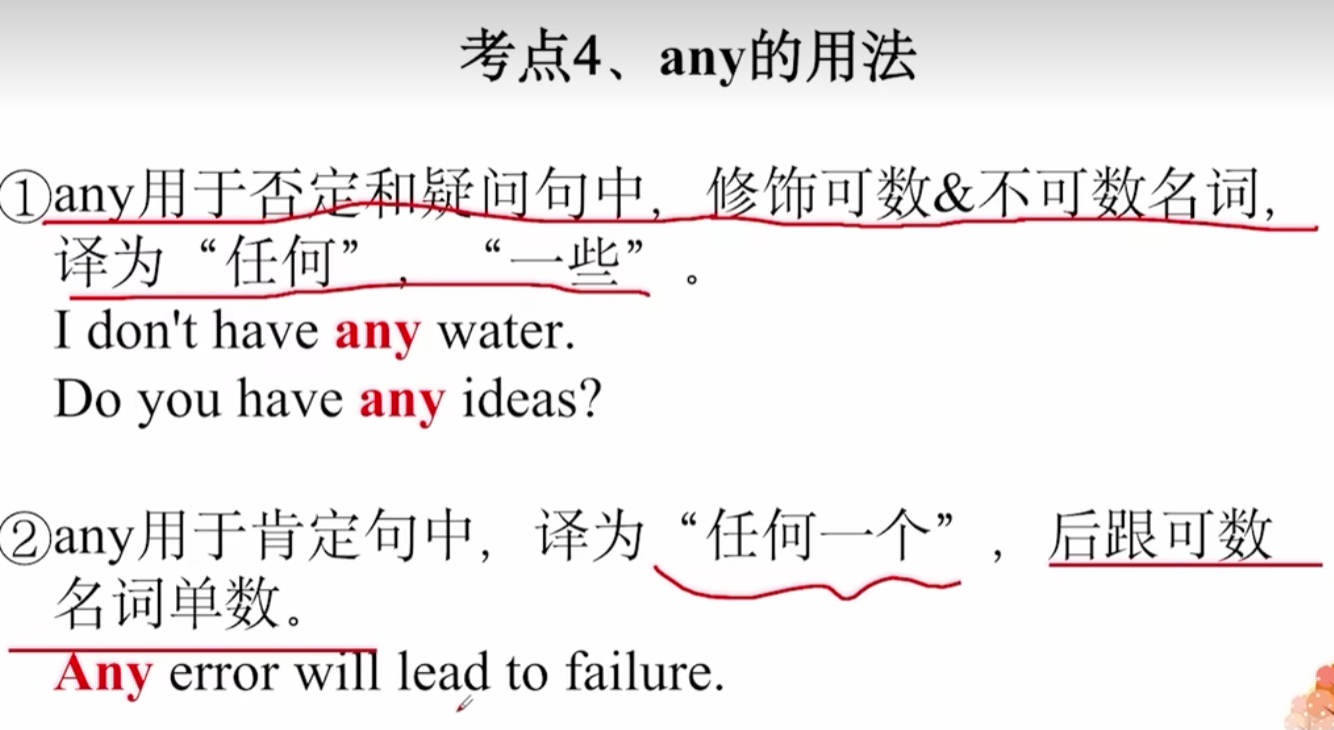 考点4、any的用法
①any用于否定和疑问句中，修饰可数&不可数名词，
译为“任何”，“一些”。
I don't have any water.
Do you have any ideas?
②any用于肯定句中，译为“任何一个”，后跟可数
名词单数。
Any error will lead to failure.